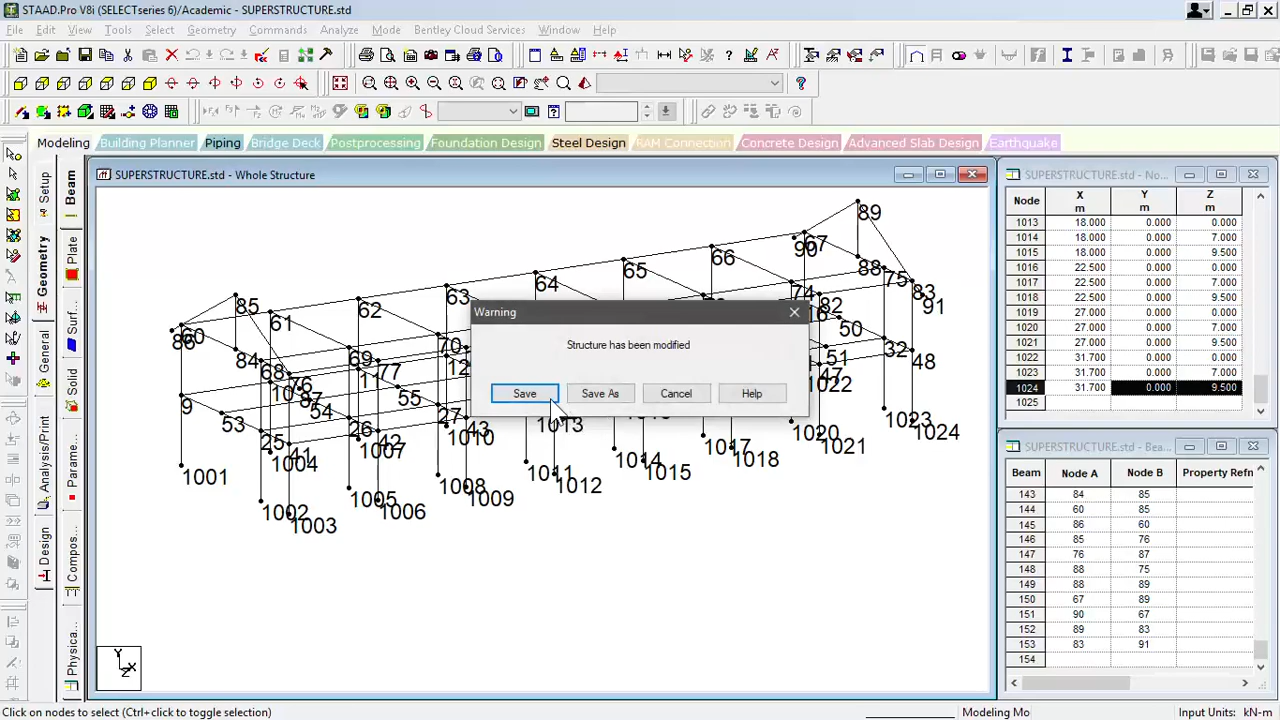 STAAD.Pro V8i (SELECTseries 6)/Academic - SUPERSTRUCTURE.std
File Edit View Tools Select Geometry Commands Analyze Mode Bentley Cloud Services Window Help
Modeling Building Planner Piping Bridge Deck Postprocessing Foundation Design Steel Design RAM Connection Concrete Design Advanced Slab Design Earthquake
Setup
Geometry
General
Analysis/Print
Design
Beam
Plate
Surf..
Solid
Parame..
Compos..
Physica..
SUPERSTRUCTURE.std - Whole Structure
89
67
66
65
88
75
64
83
74
82
91
85
63
62
50
61
60
51
32
48
70
84
69
77
1022
68
76
87
55
9
54
27
43
53
26
42
1010
1013
1023
1024
25
41
1007
1020
1021
1004
1014
1017
1018
1001
1011
1015
1008
1012
1005
1009
1002
1006
1003
Y
X
Z
Warning
Structure has been modified
Save Save As Cancel Help
SUPERSTRUCTURE.std - No...
Node X m Y m Z m
1013 18.000 0.000 0.000
1014 18.000 0.000 7.000
1015 18.000 0.000 9.500
1016 22.500 0.000 0.000
1017 22.500 0.000 7.000
1018 22.500 0.000 9.500
1019 27.000 0.000 0.000
1020 27.000 0.000 7.000
1021 27.000 0.000 9.500
1022 31.700 0.000 0.000
1023 31.700 0.000 7.000
1024 31.700 0.000 9.500
1025
SUPERSTRUCTURE.std - Bea...
Beam Node A Node B Property Refn
143 84 85
144 60 85
145 86 60
146 85 76
147 76 87
148 88 75
149 88 89
150 67 89
151 90 67
152 89 83
153 83 91
154
Click on nodes to select (Ctrl+click to toggle selection)
Modeling Mo
Input Units: kN-m